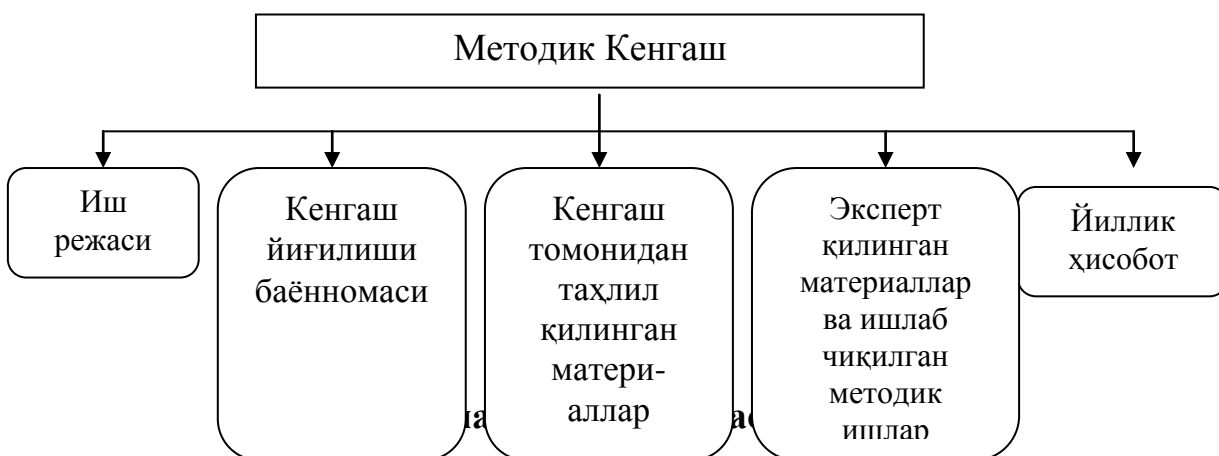 Методик Кенгаш
Иш
режаси
Кенгаш
йиғилиши
баённомаси
Кенгаш
томонидан
таҳлил
қилинган
матери-
аллар
Эксперт
қилинган
материаллар
ва ишлаб
чиқилган
методик
ишлар
Йиллик
ҳисобот